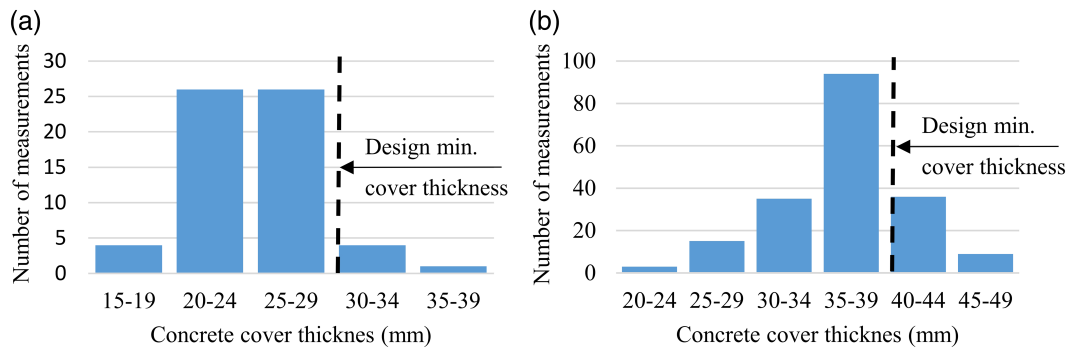 (a)
Number of measurements
30
25
20
15
10
5
0
Design min.
cover thickness
15-19 20-24 25-29 30-34 35-39
Concrete cover thicknes (mm)
(b)
Number of measurements
100
80
60
40
20
0
Design min.
cover thickness
20-24 25-29 30-34 35-39 40-44 45-49
Concrete cover thicknes (mm)